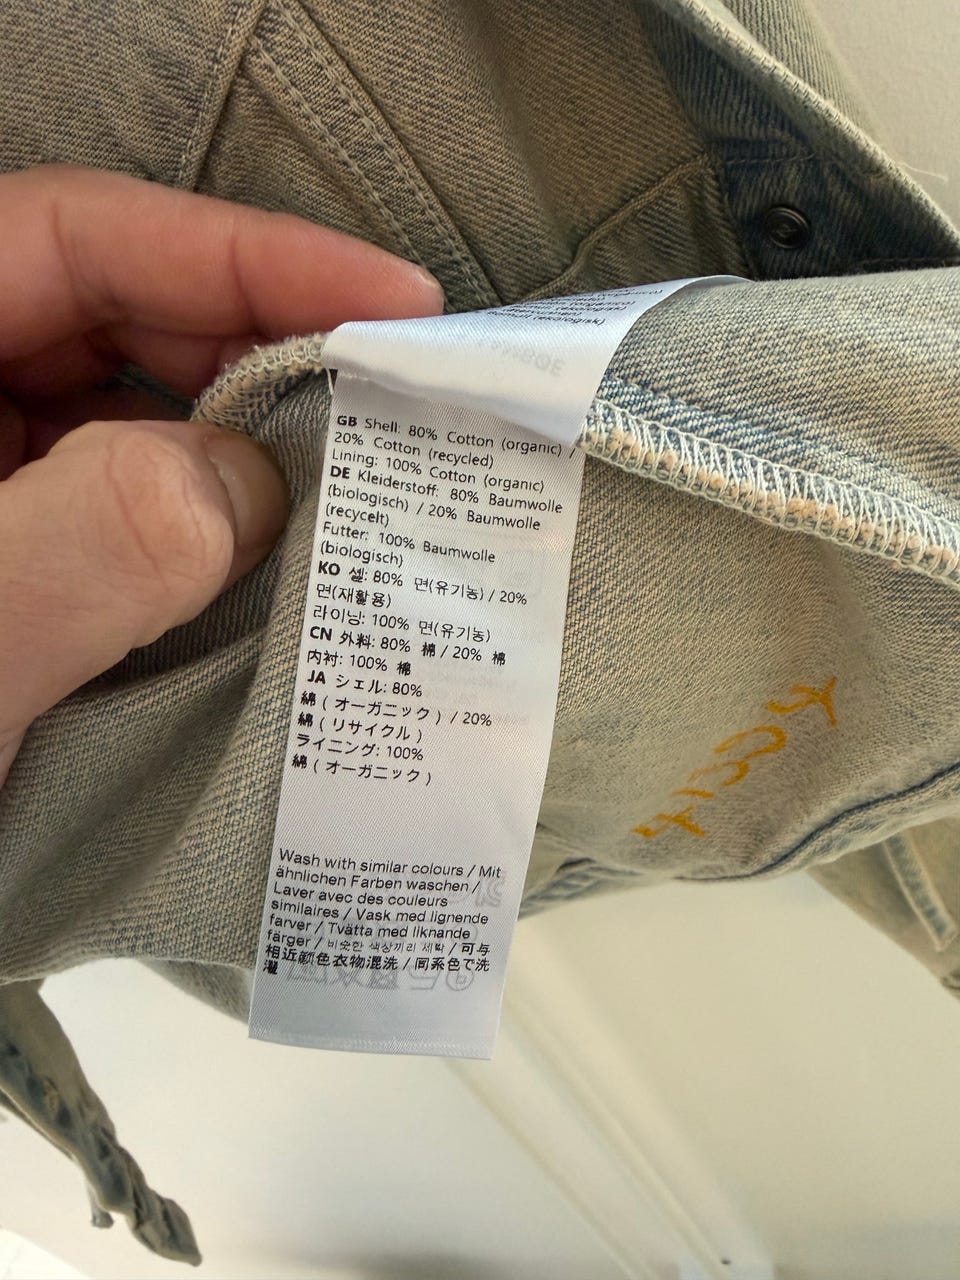 bomull (ekologisk)
GB Shell: 80% Cotton (organic) /
20% Cotton (recycled)
Lining: 100% Cotton (organic)
DE Kleiderstoff: 80% Baumwolle
(biologisch) / 20% Baumwolle
(recycelt)
Futter: 100% Baumwolle
(biologisch)
KO 셸: 80% 면(유기농) / 20%
면(재활용)
라이닝: 100% 면(유기농)
CN 外料: 80% 棉 / 20% 棉
内衬: 100% 棉
JA シェル: 80%
綿 ( オーガニック ) / 20%
綿 ( リサイクル )
ライニング: 100%
綿 ( オーガニック )
Wash with similar colours / Mit
ähnlichen Farben waschen /
Laver avec des couleurs
similaires / Vask med lignende
farver / Tvätta med liknande
färger / 비슷한 색상끼리 세탁 / 可与
相近颜色衣物混洗 / 同系色で洗
濯